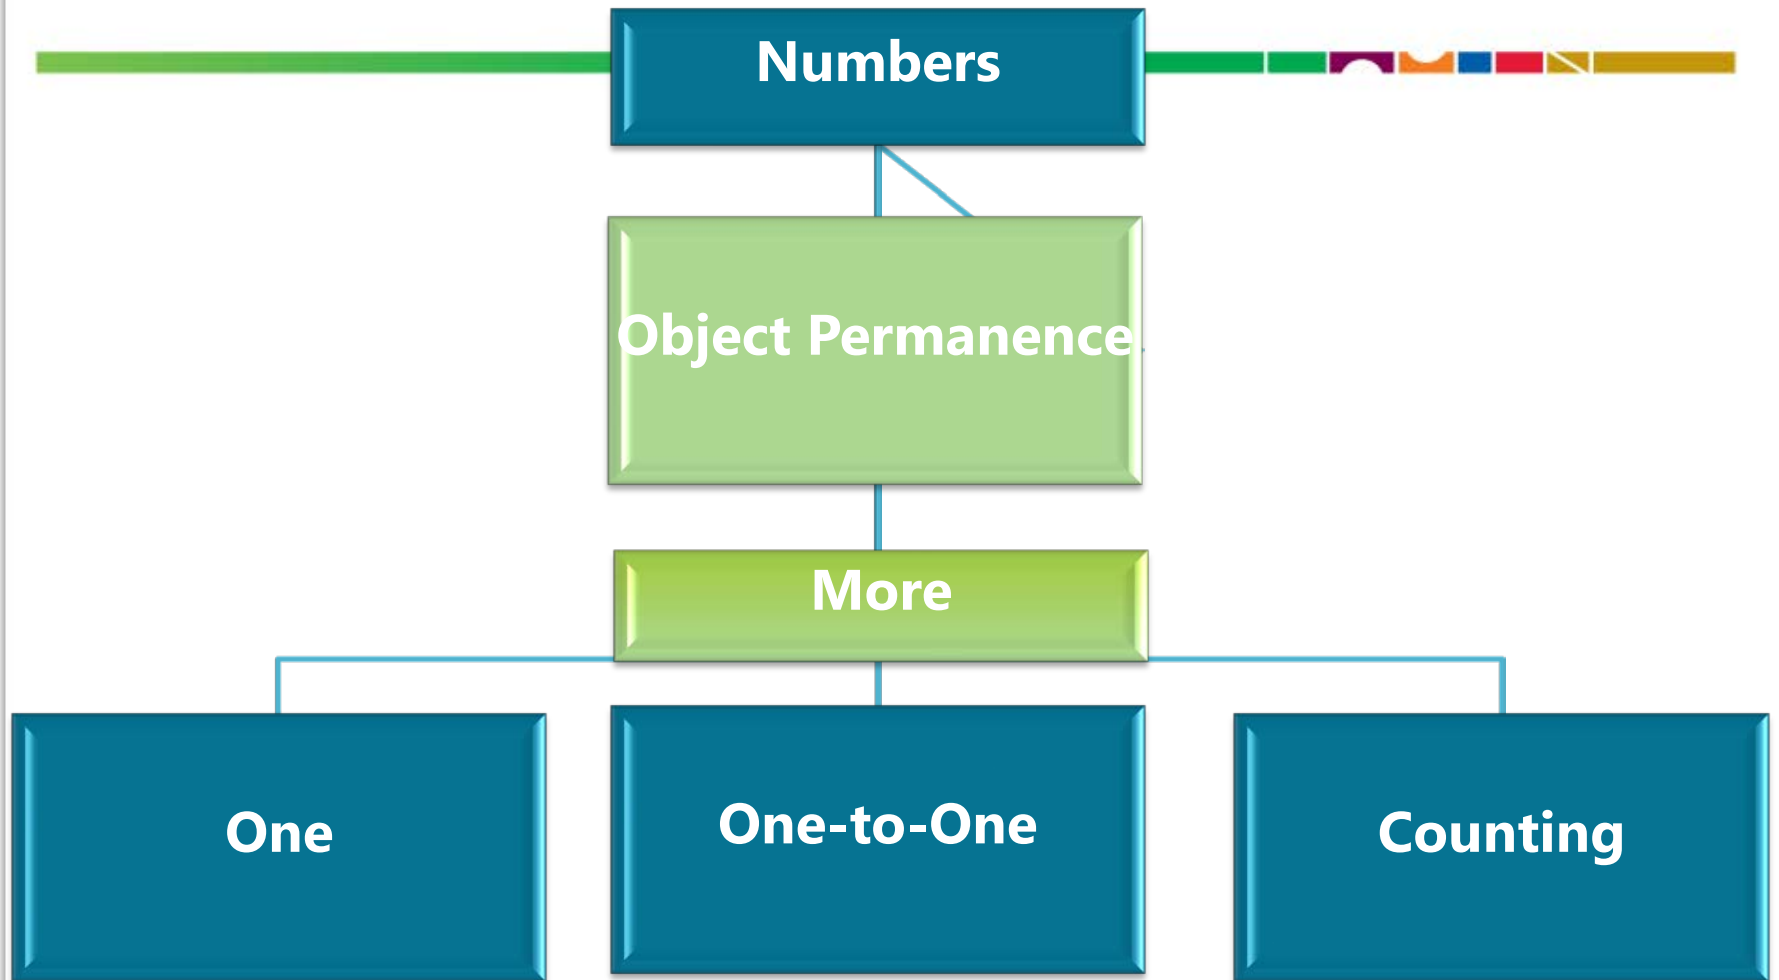 Numbers
Object Permanence
More
One
One-to-One
Counting